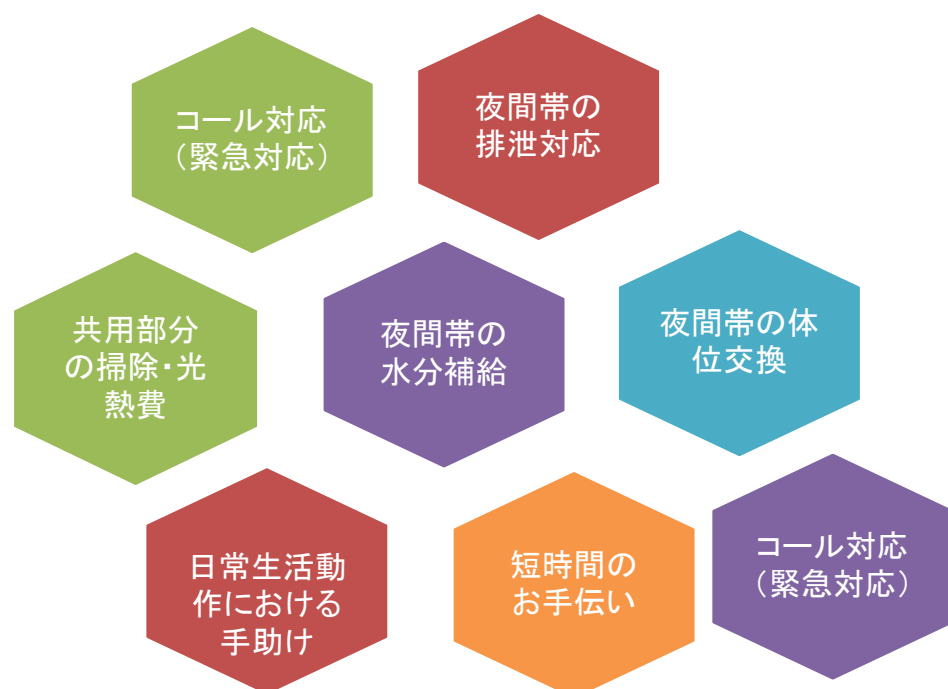 コール対応
（緊急対応）
夜間帯の
排泄対応
共用部分
の掃除・光
熱費
夜間帯の
水分補給
夜間帯の体
位交換
日常生活動
作における
手助け
短時間の
お手伝い
コール対応
（緊急対応）